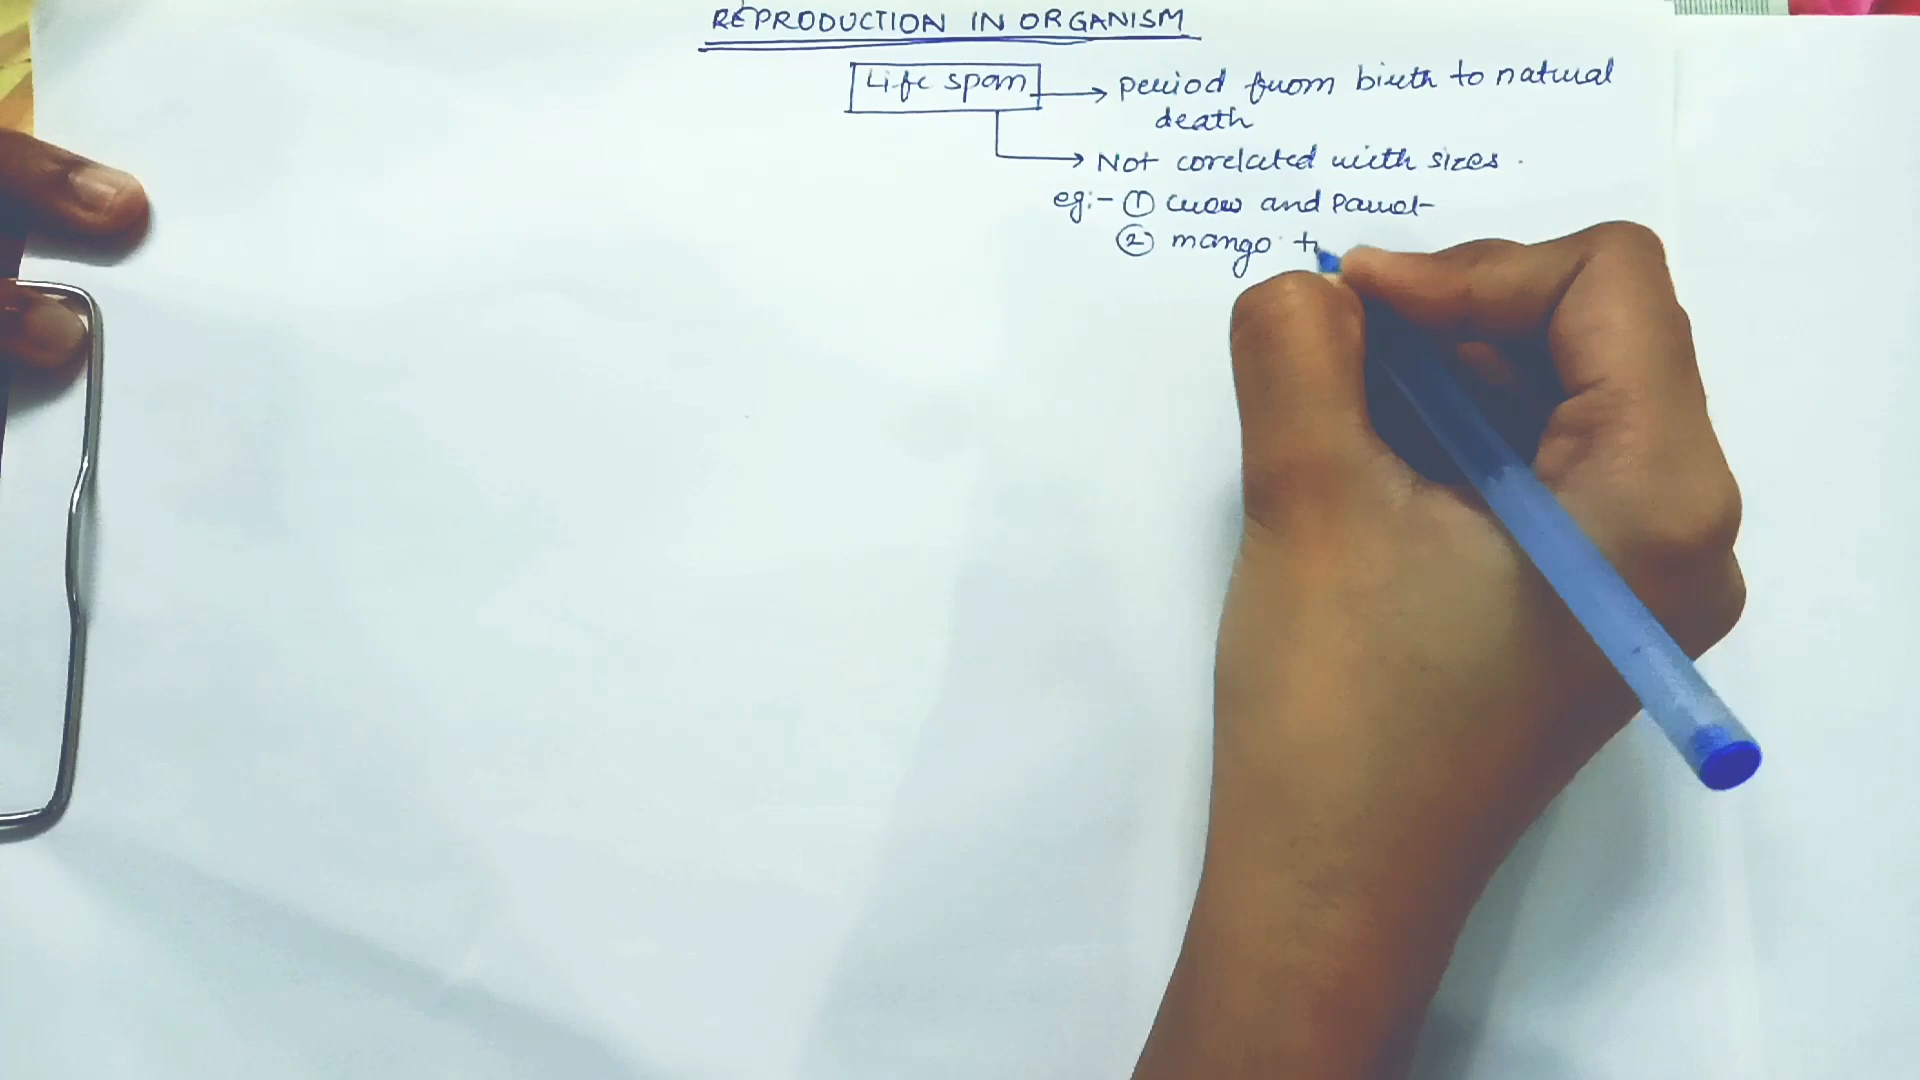 REPRODUCTION IN ORGANISM
Life span → period from birth to natural
death
→ Not corelated with sizes.
eg:- ① crow and Parrot
② mango tr